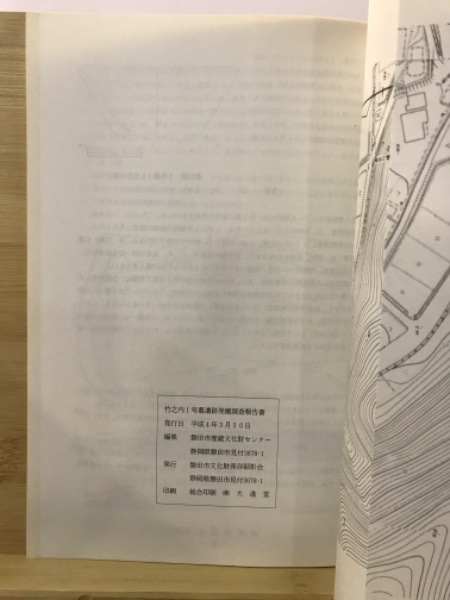 竹之内1号墓遺跡発掘調査報告書
発行日 平成4年3月30日
編集 磐田市埋蔵文化財センター
静岡県磐田市見付3678-1
発行 磐田市文化財保存顕彰会
静岡県磐田市見付3678-1
印刷 総合印刷 ㈱ 大進堂